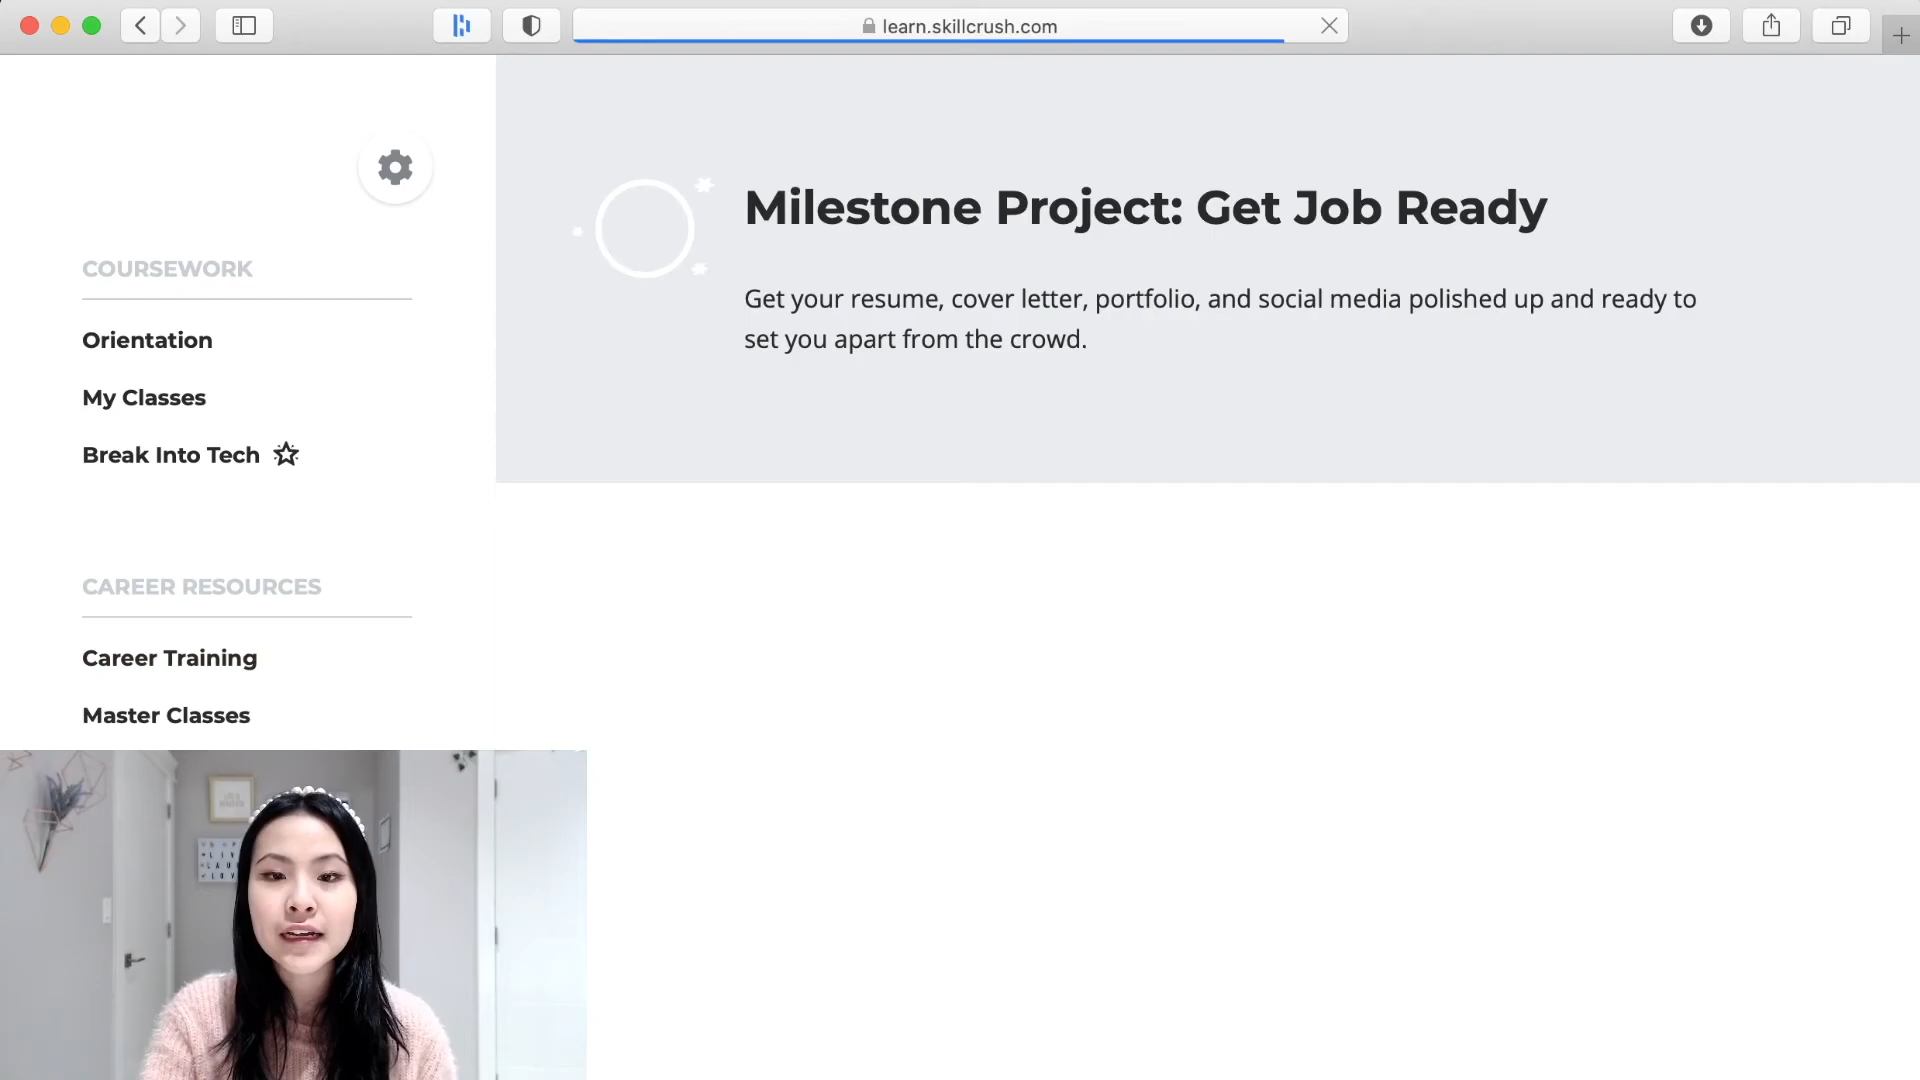 learn.skillcrush.com
COURSEWORK
Orientation
My Classes
Break Into Tech
CAREER RESOURCES
Career Training
Master Classes
Milestone Project: Get Job Ready
Get your resume, cover letter, portfolio, and social media polished up and ready to
set you apart from the crowd.